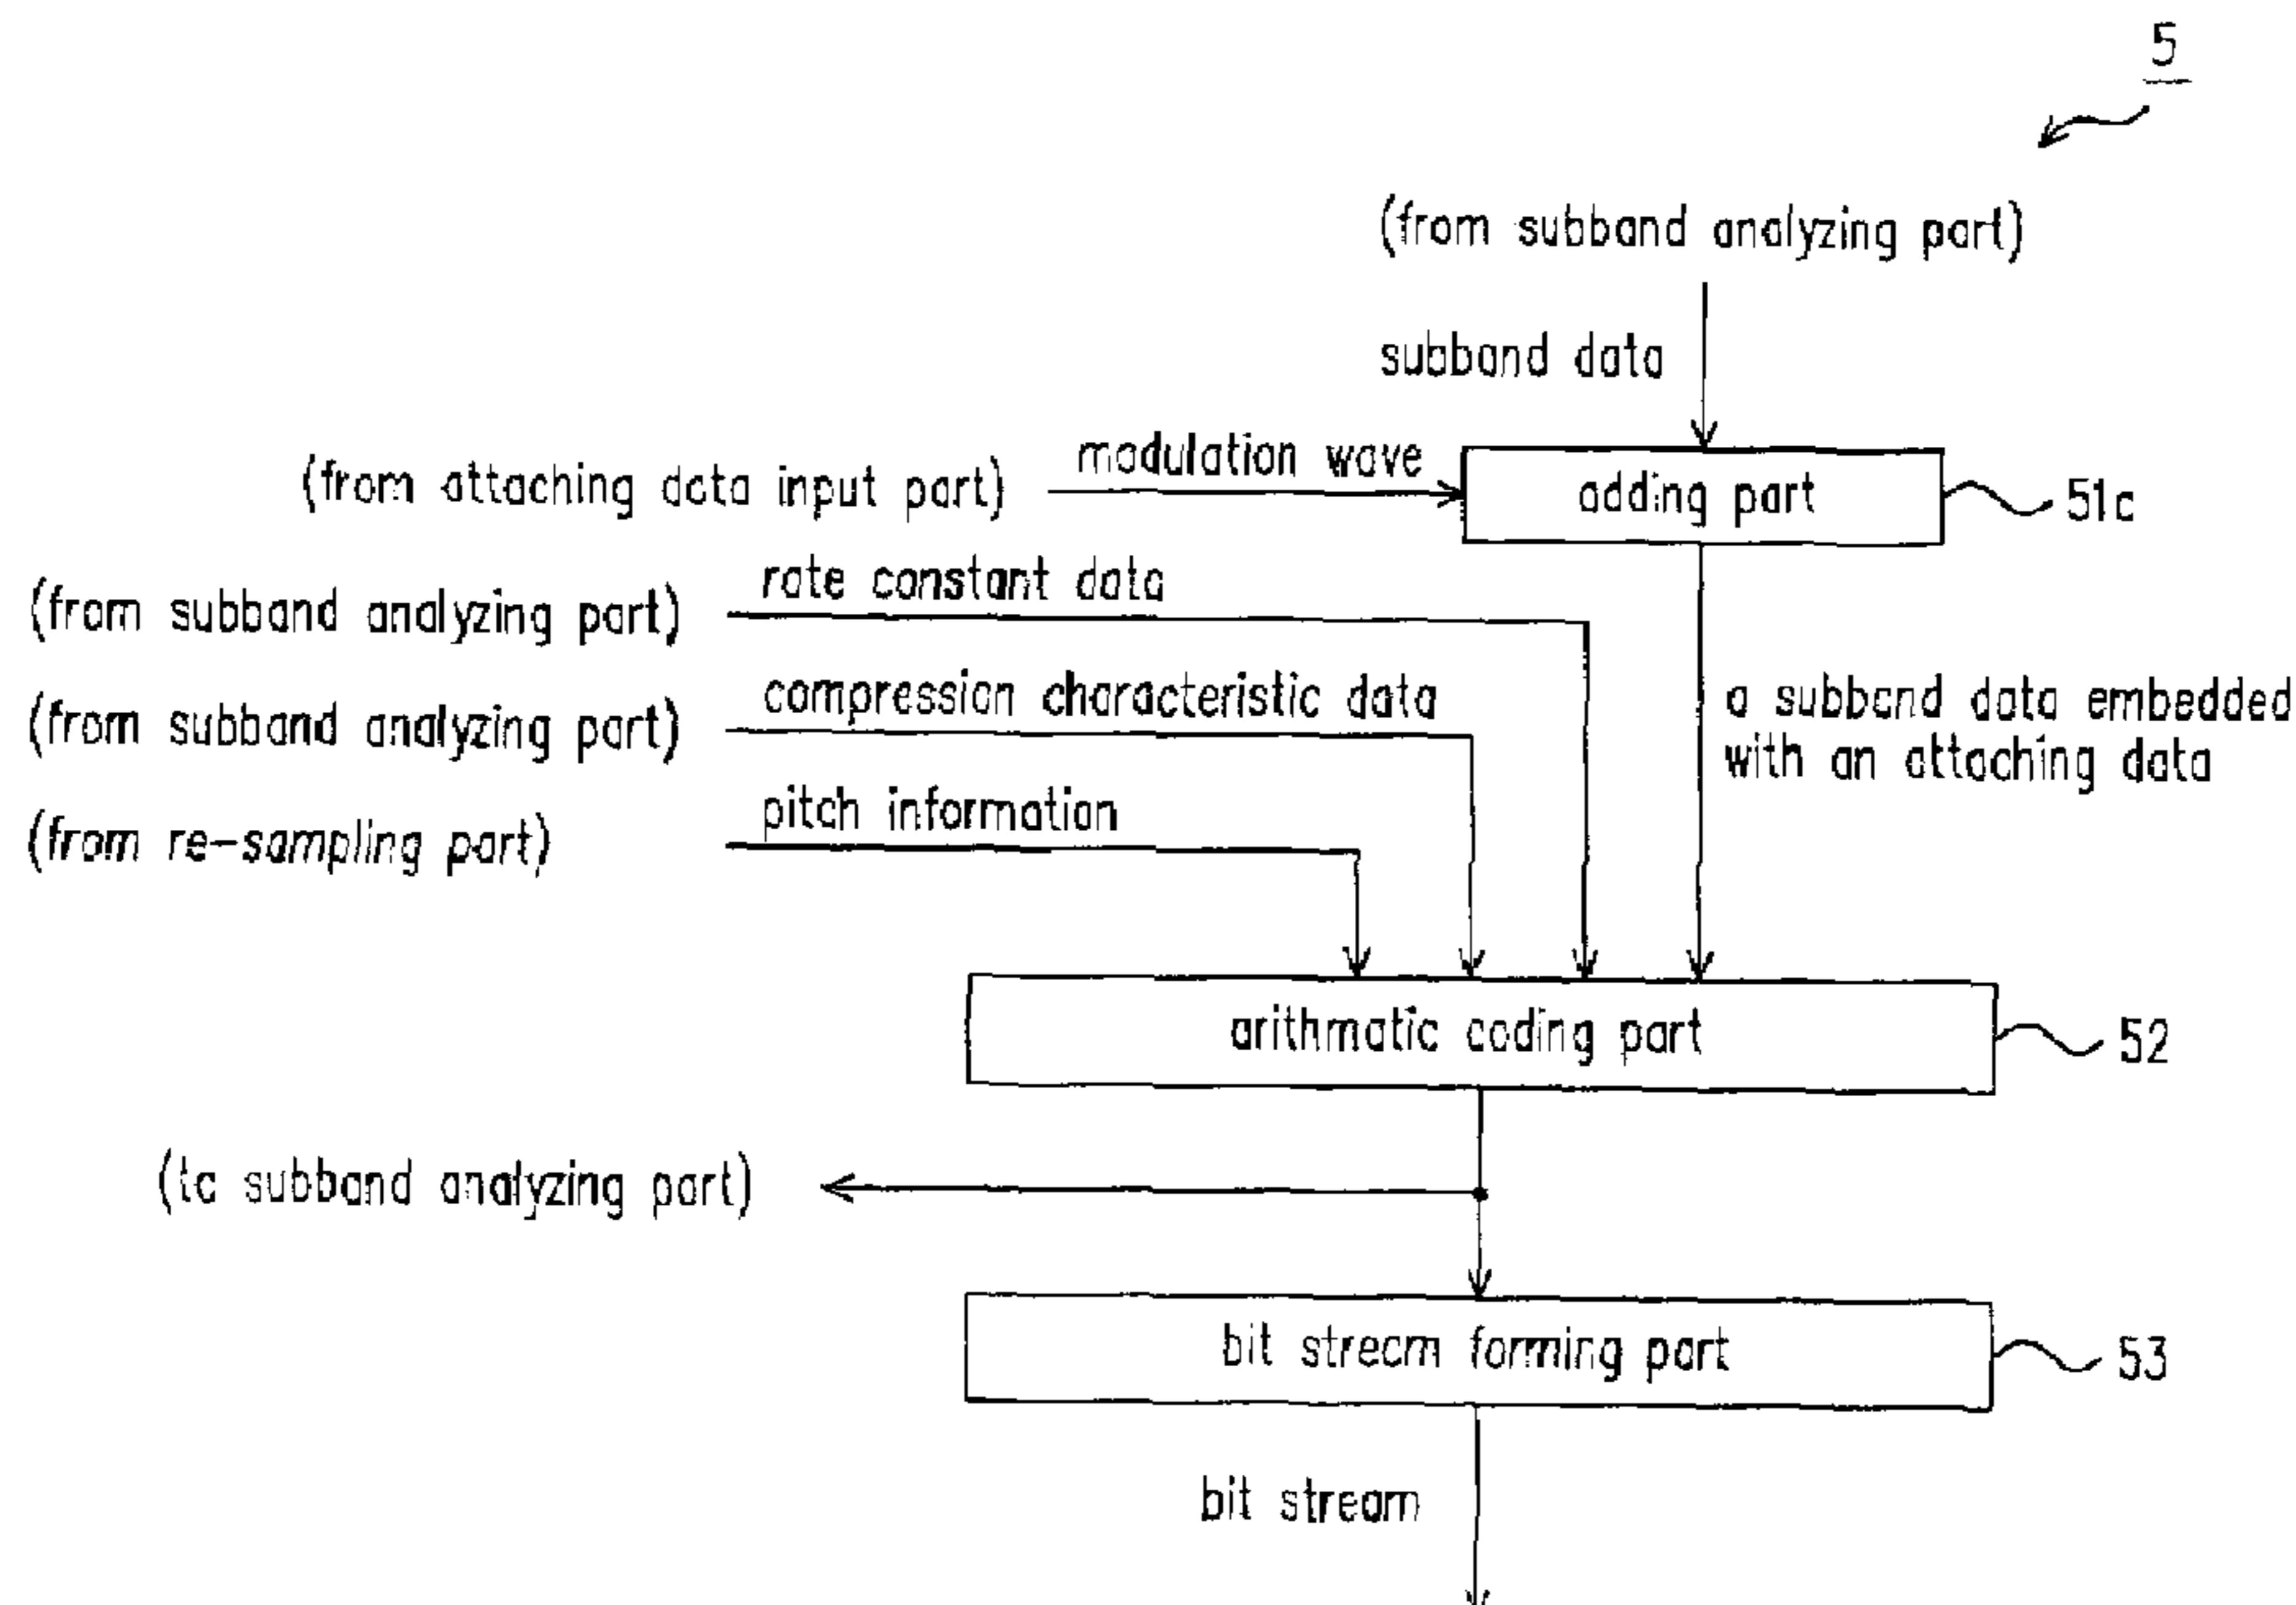 5
(from subband analyzing part)
subband data
modulation wave
(from attaching data input part)
adding part
51c
rate constant data
(from subband analyzing part)
compression characteristic data
(from subband analyzing part)
a subband data embedded
with an attaching data
pitch information
(from re-sampling part)
arithmatic coding part
52
(to subband analyzing part)
bit stream forming part
53
bit stream